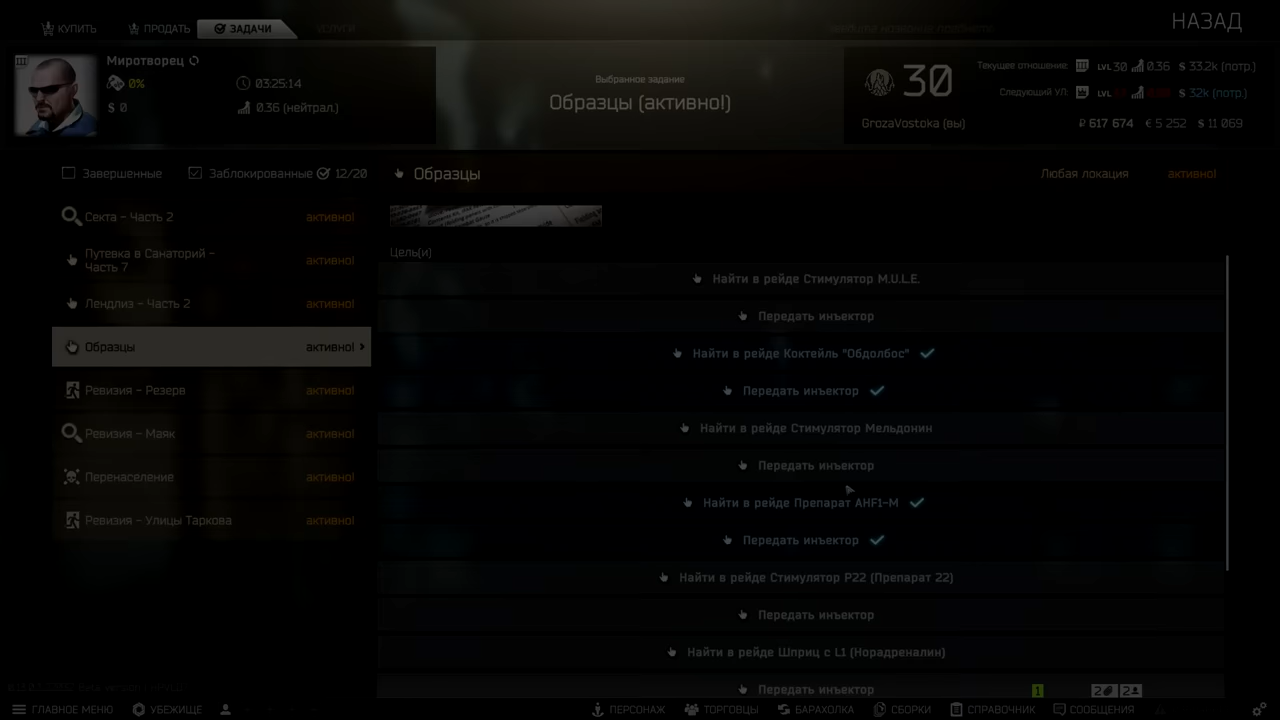 КУПИТЬ
ПРОДАТЬ
ЗАДАЧИ
УСЛУГИ
НАЗАД
Миротворец
0%
03:25:14
$ 0
0.36 (нейтрал.)
Выбранное задание
Образцы (активно!)
30
GrozaVostoka (вы)
Текущее отношение:
LVL 30 0.36 $ 33.2k (потр.)
Следующий УЛ:
LVL
$ 32k (потр.)
₽ 617 674 € 5 252 $ 11 069
Завершенные
Заблокированные
12/20
Образцы
Любая локация
активно!
Секта – Часть 2 активно!
Путевка в Санаторий –
Часть 7 активно!
Лендлиз – Часть 2 активно!
Образцы активно!
Ревизия – Резерв активно!
Ревизия – Маяк активно!
Перенаселение активно!
Ревизия – Улицы Таркова активно!
Цель(и)
Найти в рейде Стимулятор M.U.L.E.
Передать инъектор
Найти в рейде Коктейль "Обдолбос"
Передать инъектор
Найти в рейде Стимулятор Мельдонин
Передать инъектор
Найти в рейде Препарат AHF1-M
Передать инъектор
Найти в рейде Стимулятор P22 (Препарат 22)
Передать инъектор
Найти в рейде Шприц с L1 (Норадреналин)
Передать инъектор
1
2
2
ГЛАВНОЕ МЕНЮ
УБЕЖИЩЕ
ПЕРСОНАЖ
ТОРГОВЦЫ
БАРАХОЛКА
СБОРКИ
СПРАВОЧНИК
СООБЩЕНИЯ